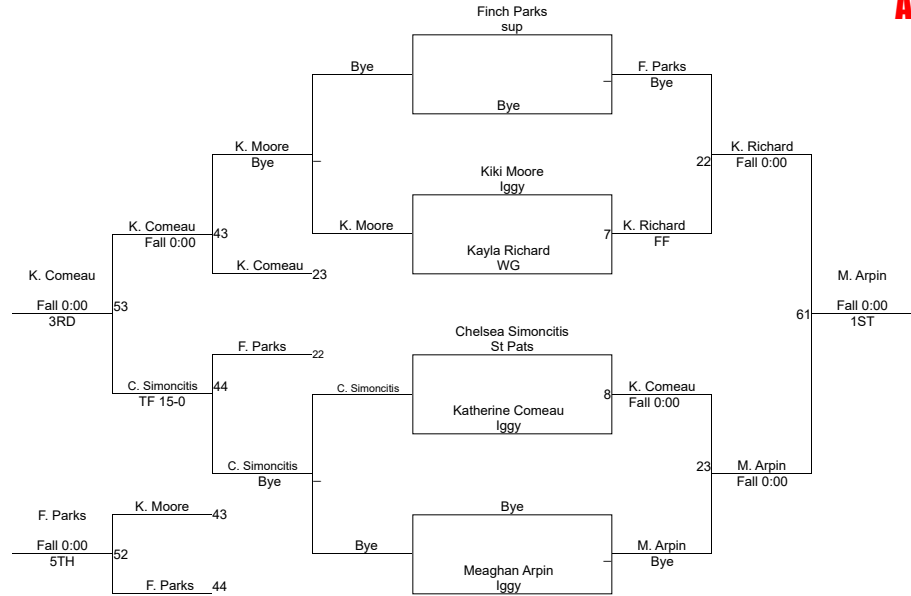 A
Finch Parks
sup
Bye
F. Parks
Bye
Bye
K. Moore
Bye
K. Richard
Fall 0:00
22
Kiki Moore
Iggy
K. Moore
7
K. Richard
FF
Kayla Richard
WG
K. Comeau
Fall 0:00
43
K. Comeau
23
K. Comeau
Fall 0:00
3RD
53
M. Arpin
Fall 0:00
1ST
61
Chelsea Simoncitis
St Pats
F. Parks
22
C. Simoncitis
TF 15-0
44
C. Simoncitis
8
K. Comeau
Fall 0:00
Katherine Comeau
Iggy
C. Simoncitis
Bye
23
M. Arpin
Fall 0:00
Bye
K. Moore
43
F. Parks
Fall 0:00
5TH
52
Bye
M. Arpin
Bye
Meaghan Arpin
Iggy
F. Parks
44